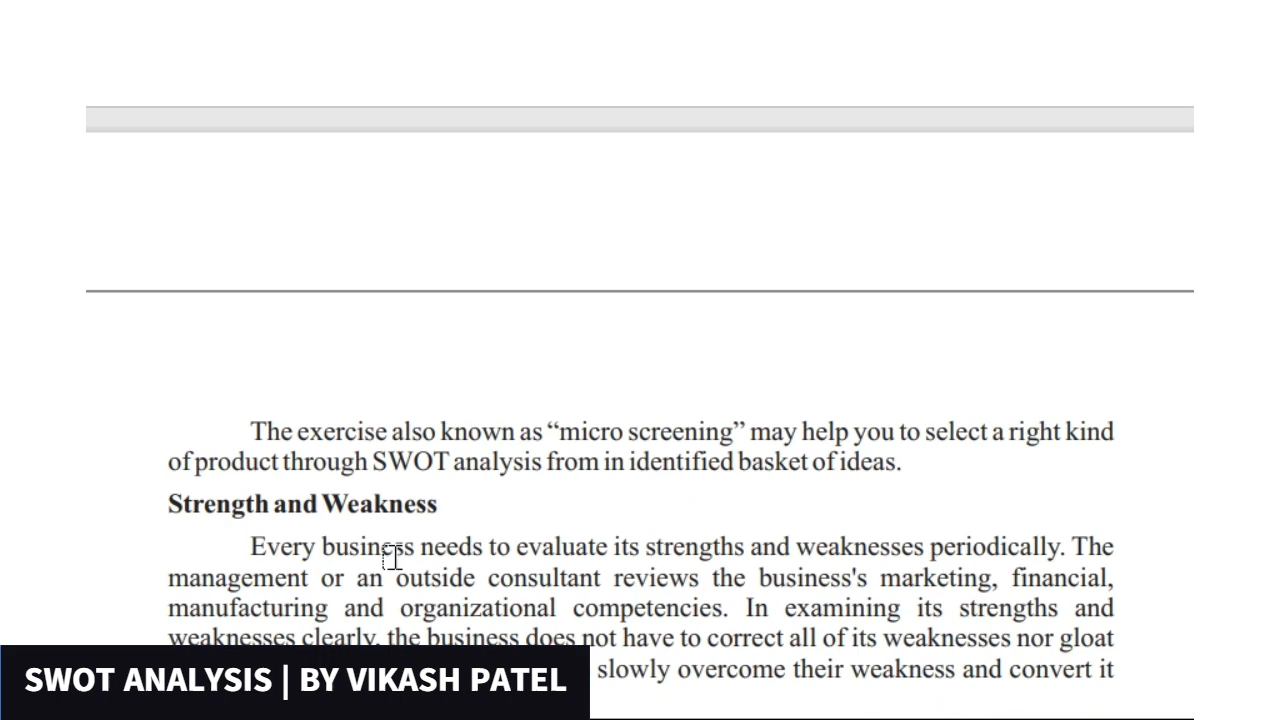 The exercise also known as “micro screening” may help you to select a right kind
of product through SWOT analysis from in identified basket of ideas.
Strength and Weakness
Every business needs to evaluate its strengths and weaknesses periodically. The
management or an outside consultant reviews the business's marketing, financial,
manufacturing and organizational competencies. In examining its strengths and
weaknesses clearly, the business does not have to correct all of its weaknesses nor gloat
slowly overcome their weakness and convert it
SWOT ANALYSIS | BY VIKASH PATEL